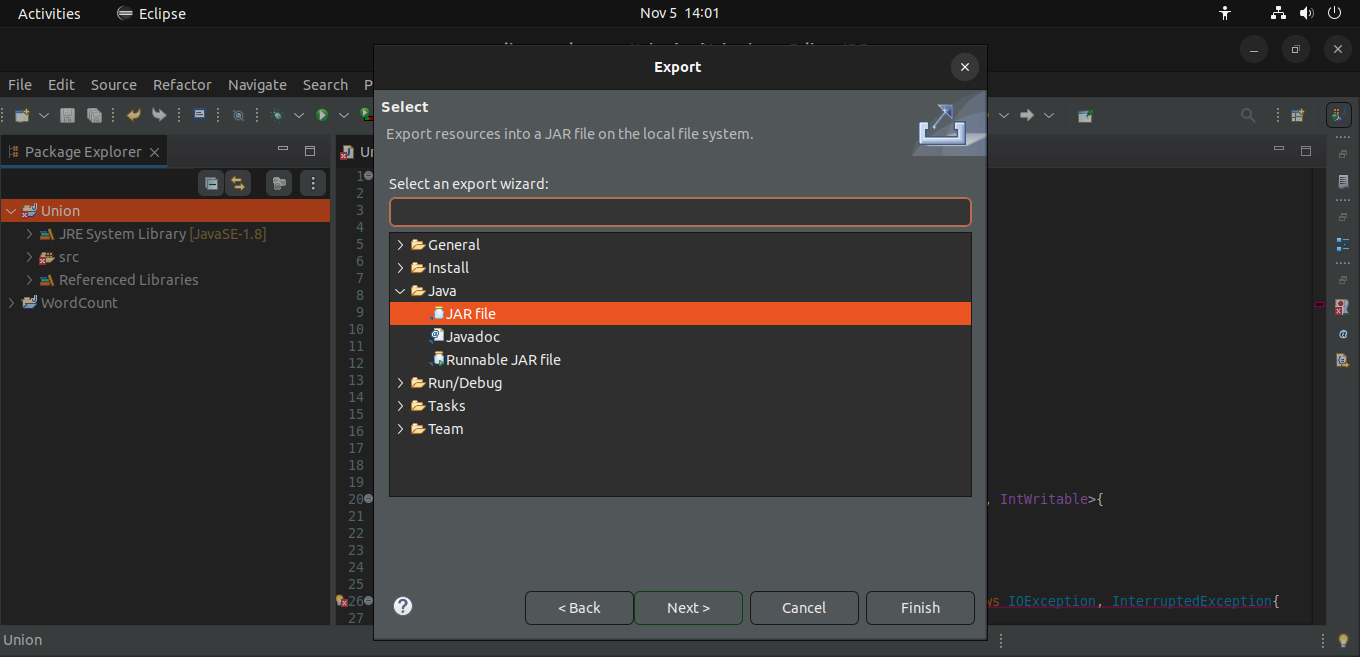 Activities Eclipse Nov 5 14:01
Export
File Edit Source Refactor Navigate Search P
Select
Export resources into a JAR file on the local file system.
Package Explorer
Un
Select an export wizard:
Union
JRE System Library [JavaSE-1.8]
src
Referenced Libraries
WordCount
General
Install
Java
JAR file
Javadoc
Runnable JAR file
Run/Debug
Tasks
Team
1
2
3
4
5
6
7
8
9
10
11
12
13
14
15
16
17
18
19
20 , IntWritable>{
21
22
23
24
25
26 ws IOException, InterruptedException{
27
< Back Next > Cancel Finish
Union